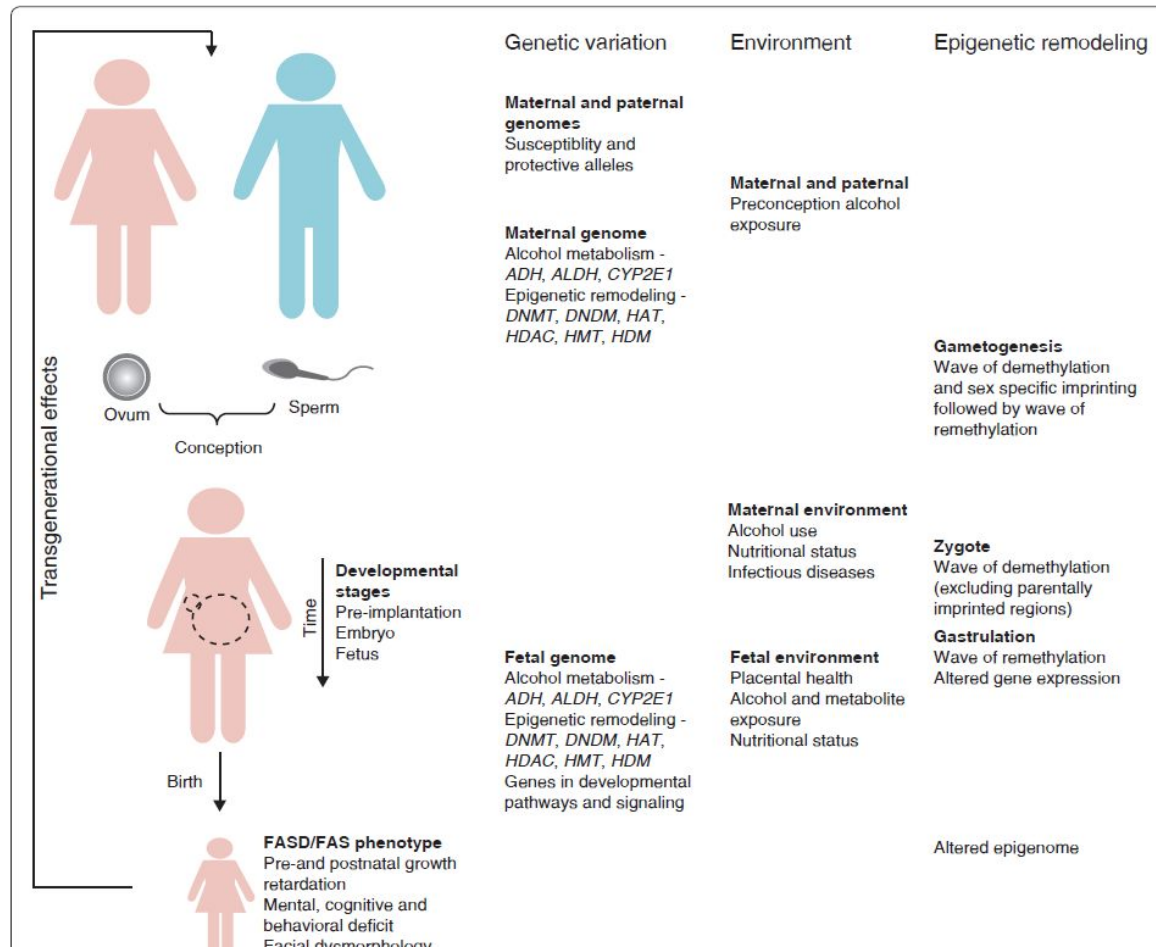 Genetic variation
Environment
Epigenetic remodeling
Maternal and paternal
genomes
Susceptiblity and
protective alleles
Maternal and paternal
Preconception alcohol
exposure
Maternal genome
Alcohol metabolism -
ADH, ALDH, CYP2E1
Epigenetic remodeling -
DNMT, DNDM, HAT,
HDAC, HMT, HDM
Gametogenesis
Wave of demethylation
and sex specific imprinting
followed by wave of
remethylation
Transgenerational effects
Ovum
Sperm
Conception
Maternal environment
Alcohol use
Nutritional status
Infectious diseases
Zygote
Wave of demethylation
(excluding parentally
imprinted regions)
Time
Developmental
stages
Pre-implantation
Embryo
Fetus
Fetal genome
Alcohol metabolism -
ADH, ALDH, CYP2E1
Epigenetic remodeling -
DNMT, DNDM, HAT,
HDAC, HMT, HDM
Genes in developmental
pathways and signaling
Fetal environment
Placental health
Alcohol and metabolite
exposure
Nutritional status
Gastrulation
Wave of remethylation
Altered gene expression
Birth
FASD/FAS phenotype
Pre-and postnatal growth
retardation
Mental, cognitive and
behavioral deficit
Facial dysmorphology
Altered epigenome